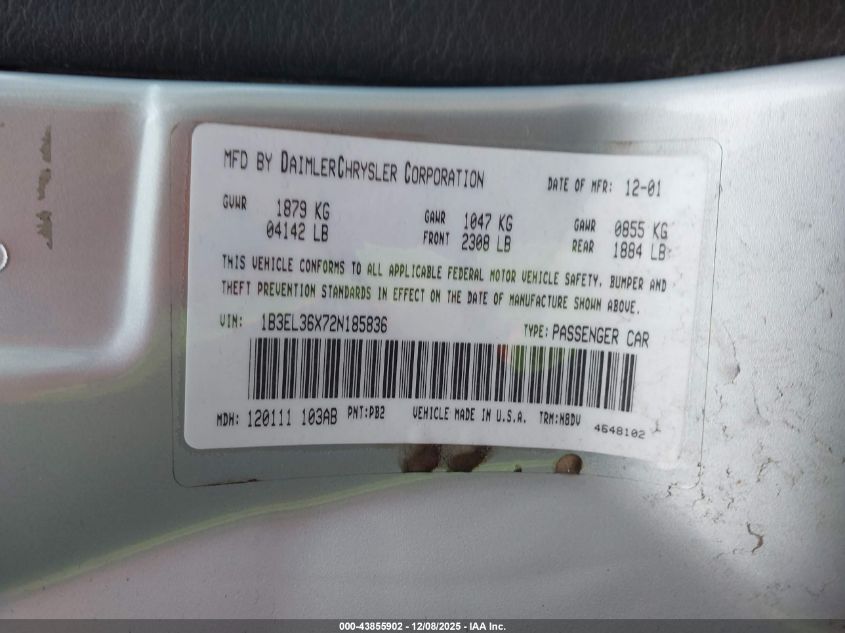 MFD BY DAIMLERCHRYSLER CORPORATION DATE OF MFR: 12-01
GVWR 1879 KG GAWR 1047 KG GAWR 0855 KG
04142 LB FRONT 2308 LB REAR 1884 LB
THIS VEHICLE CONFORMS TO ALL APPLICABLE FEDERAL MOTOR VEHICLE SAFETY, BUMPER AND
THEFT PREVENTION STANDARDS IN EFFECT ON THE DATE OF MANUFACTURE SHOWN ABOVE.
VIN: 1B3EL36X72N185836 TYPE: PASSENGER CAR
MDH: 120111 103AB PNT:PB2 VEHICLE MADE IN U.S.A. TRM:N8DV 4648102
000-43855902 • 12/08/2025 - IAA Inc.